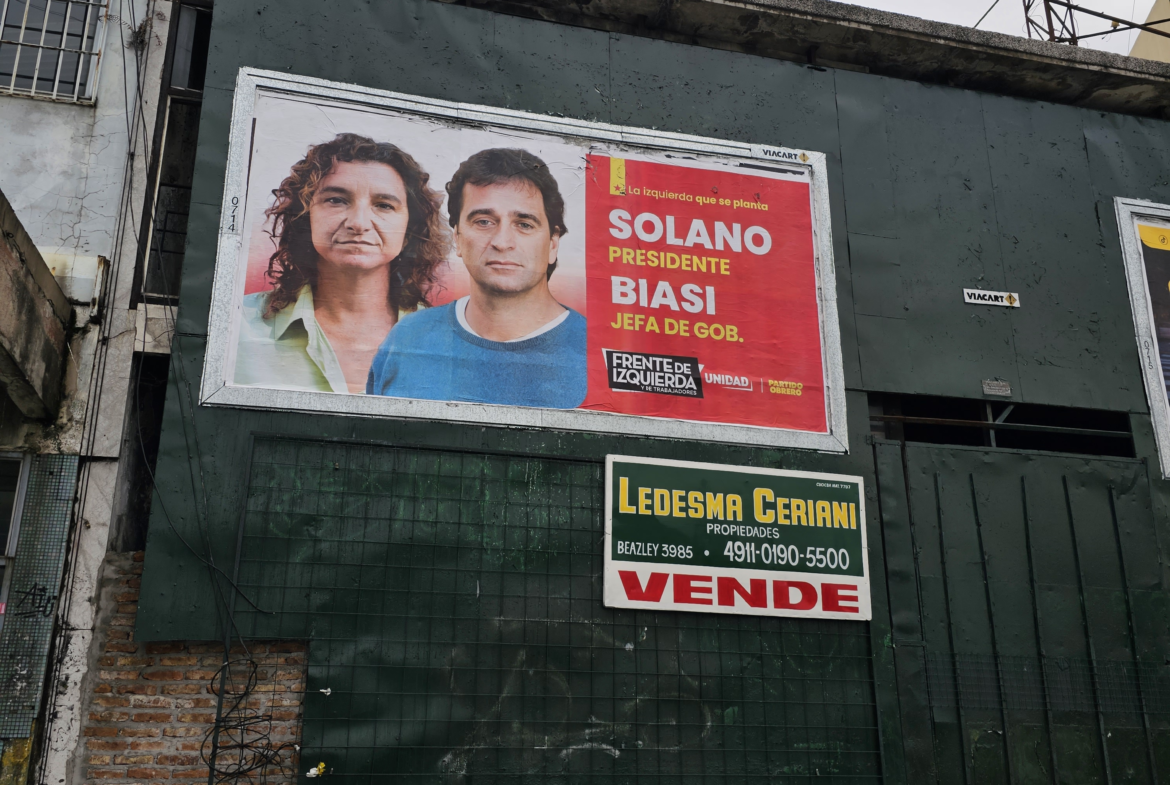 VIACART
0714
La izquierda que se planta
SOLANO
PRESIDENTE
BIASI
JEFA DE GOB.
FRENTE DE
IZQUIERDA
Y DE TRABAJADORES
UNIDAD
PARTIDO
OBRERO
VIACART
LEDESMA CERIANI
PROPIEDADES
BEAZLEY 3985 • 4911-0190-5500
VENDE